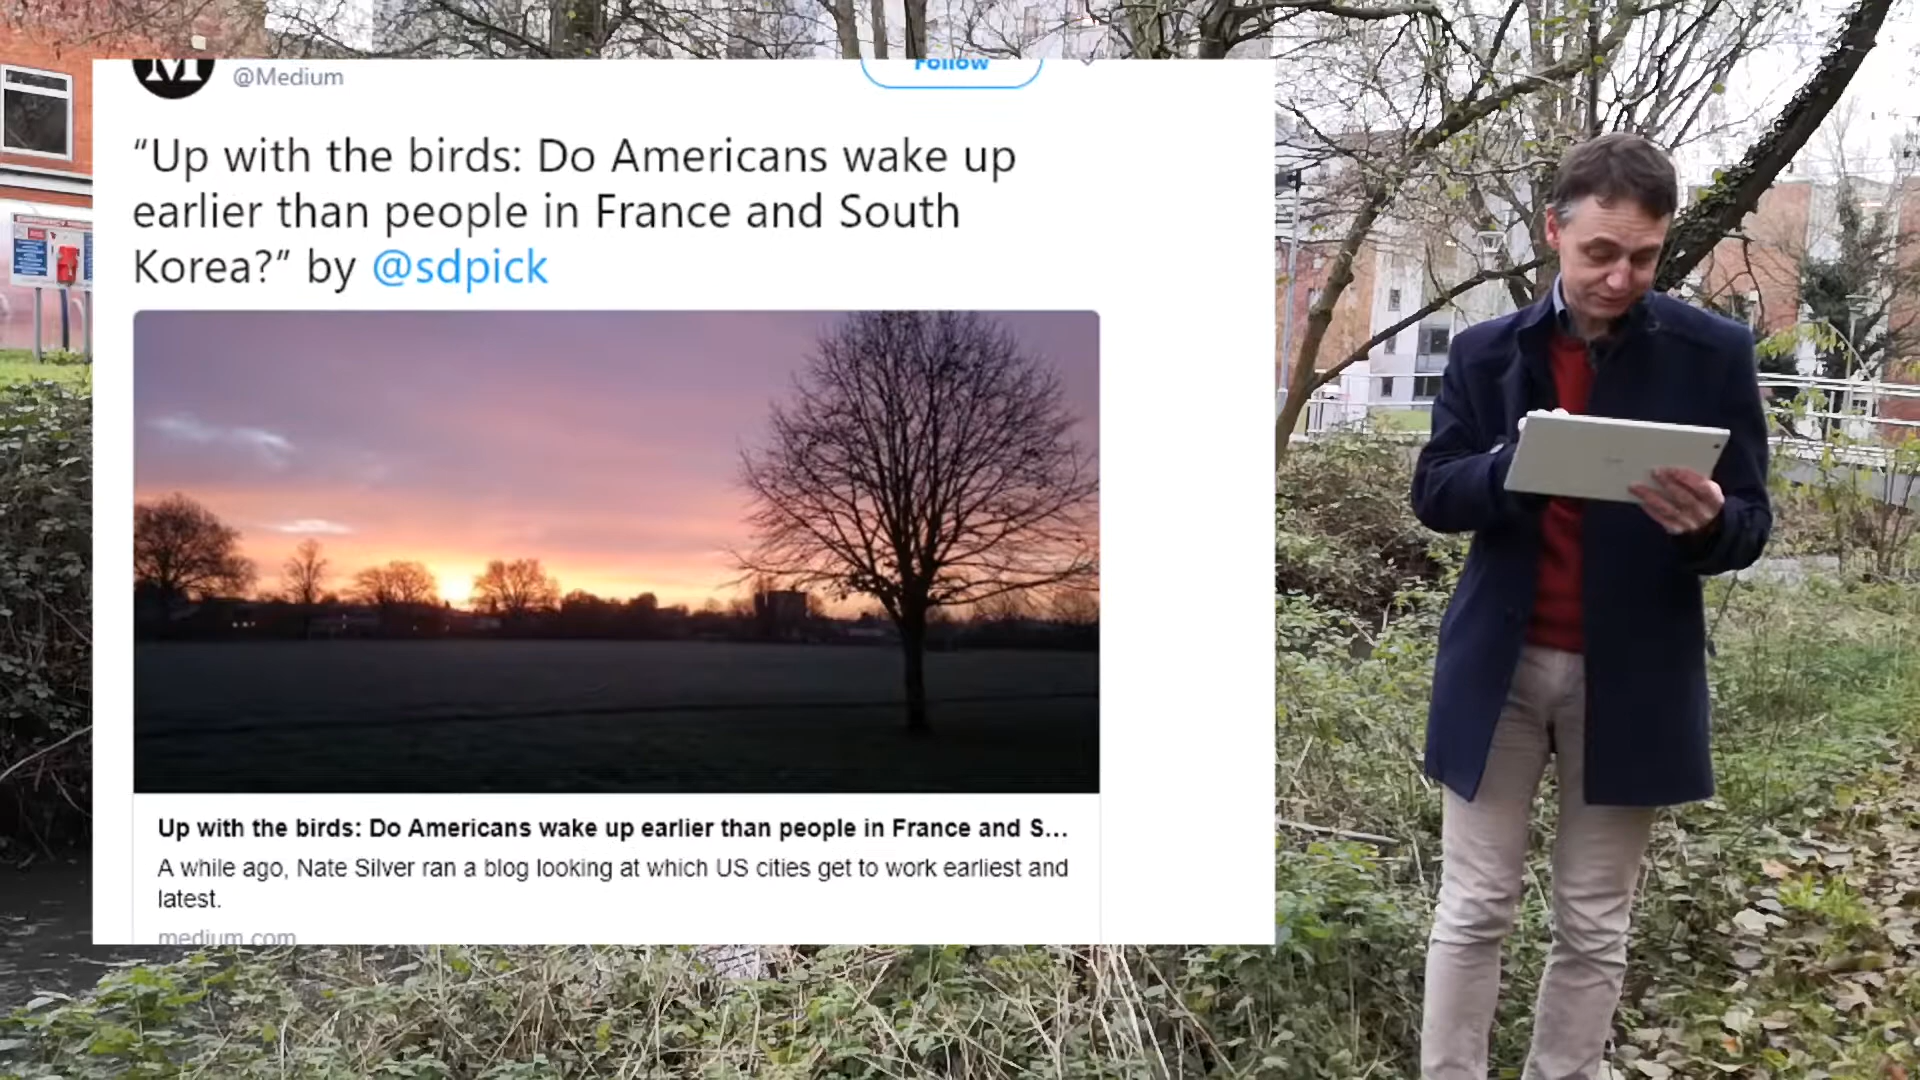 M
@Medium
Follow
“Up with the birds: Do Americans wake up
earlier than people in France and South
Korea?” by @sdpick
Up with the birds: Do Americans wake up earlier than people in France and S...
A while ago, Nate Silver ran a blog looking at which US cities get to work earliest and
latest.
medium.com